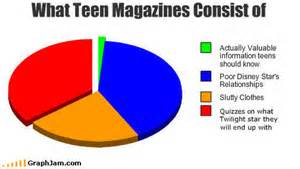 What Teen Magazines Consist of
Actually Valuable
information teens
should know
Poor Disney Star's
Relationships
Slutty Clothes
Quizzes on what
Twilight star they
will end up with
GraphJam.com